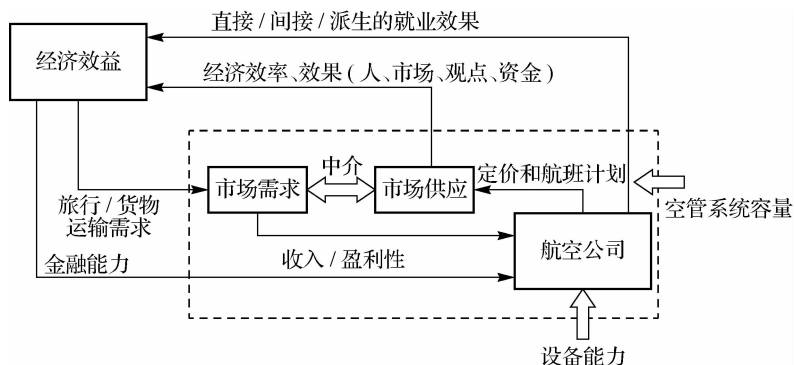 直接/间接/派生的就业效果
经济效益
经济效率、效果(人、市场、观点、资金)
中介
市场需求
市场供应
定价和航班计划
旅行/货物
运输需求
空管系统容量
航空公司
金融能力
收入/盈利性
设备能力